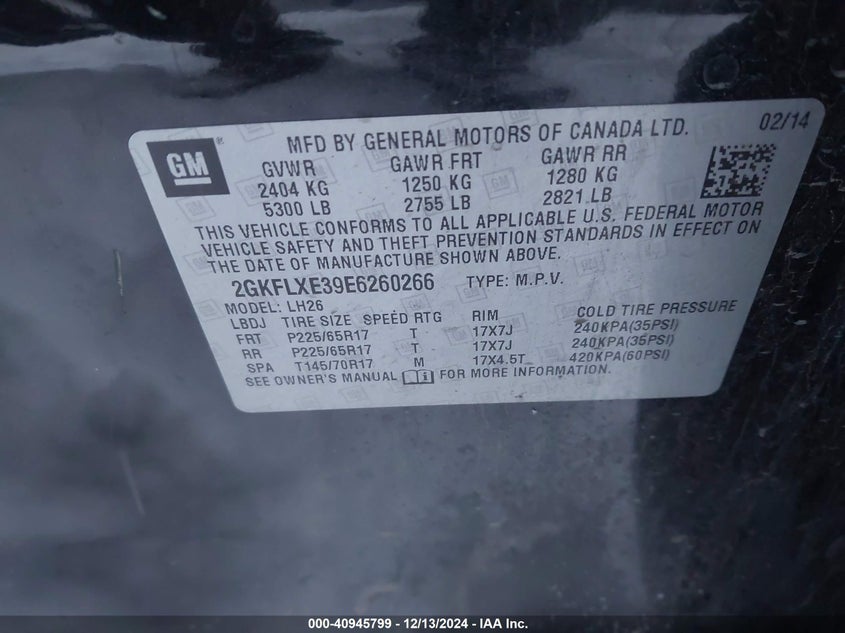 GM
MFD BY GENERAL MOTORS OF CANADA LTD. 02/14
GVWR GAWR FRT GAWR RR
2404 KG 1250 KG 1280 KG
5300 LB 2755 LB 2821 LB
THIS VEHICLE CONFORMS TO ALL APPLICABLE U.S. FEDERAL MOTOR
VEHICLE SAFETY AND THEFT PREVENTION STANDARDS IN EFFECT ON
THE DATE OF MANUFACTURE SHOWN ABOVE.
2GKFLXE39E6260266 TYPE: M.P.V.
MODEL: LH26
LBDJ TIRE SIZE SPEED RTG RIM COLD TIRE PRESSURE
FRT P225/65R17 T 17X7J 240KPA(35PSI)
RR P225/65R17 T 17X7J 240KPA(35PSI)
SPA T145/70R17 M 17X4.5T 420KPA(60PSI)
SEE OWNER'S MANUAL FOR MORE INFORMATION.
000-40945799 - 12/13/2024 - IAA Inc.